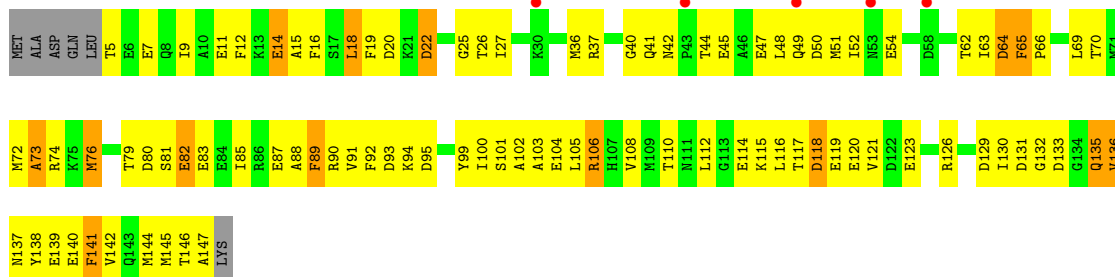 MET ALA ASP GLN LEU T5 E6 E7 Q8 I9 A10 E11 F12 K13 E14 A15 F16 S17 L18 F19 D20 K21 D22 G25 T26 I27 K30 M36 R37 G40 Q41 N42 P43 T44 E45 A46 E47 L48 Q49 D50 M51 I52 N53 E54 D58 T62 I63 D64 F65 P66 L69 T70 M71
M72 A73 R74 K75 M76 T79 D80 S81 E82 E83 E84 I85 R86 E87 A88 F89 R90 V91 F92 D93 K94 D95 Y99 I100 S101 A102 A103 E104 L105 R106 H107 V108 M109 T110 N111 L112 G113 E114 K115 L116 T117 D118 E119 E120 V121 D122 E123 R126 D129 I130 D131 G132 D133 G134 Q135 V136
N137 Y138 E139 E140 F141 V142 Q143 M144 M145 T146 A147 LYS